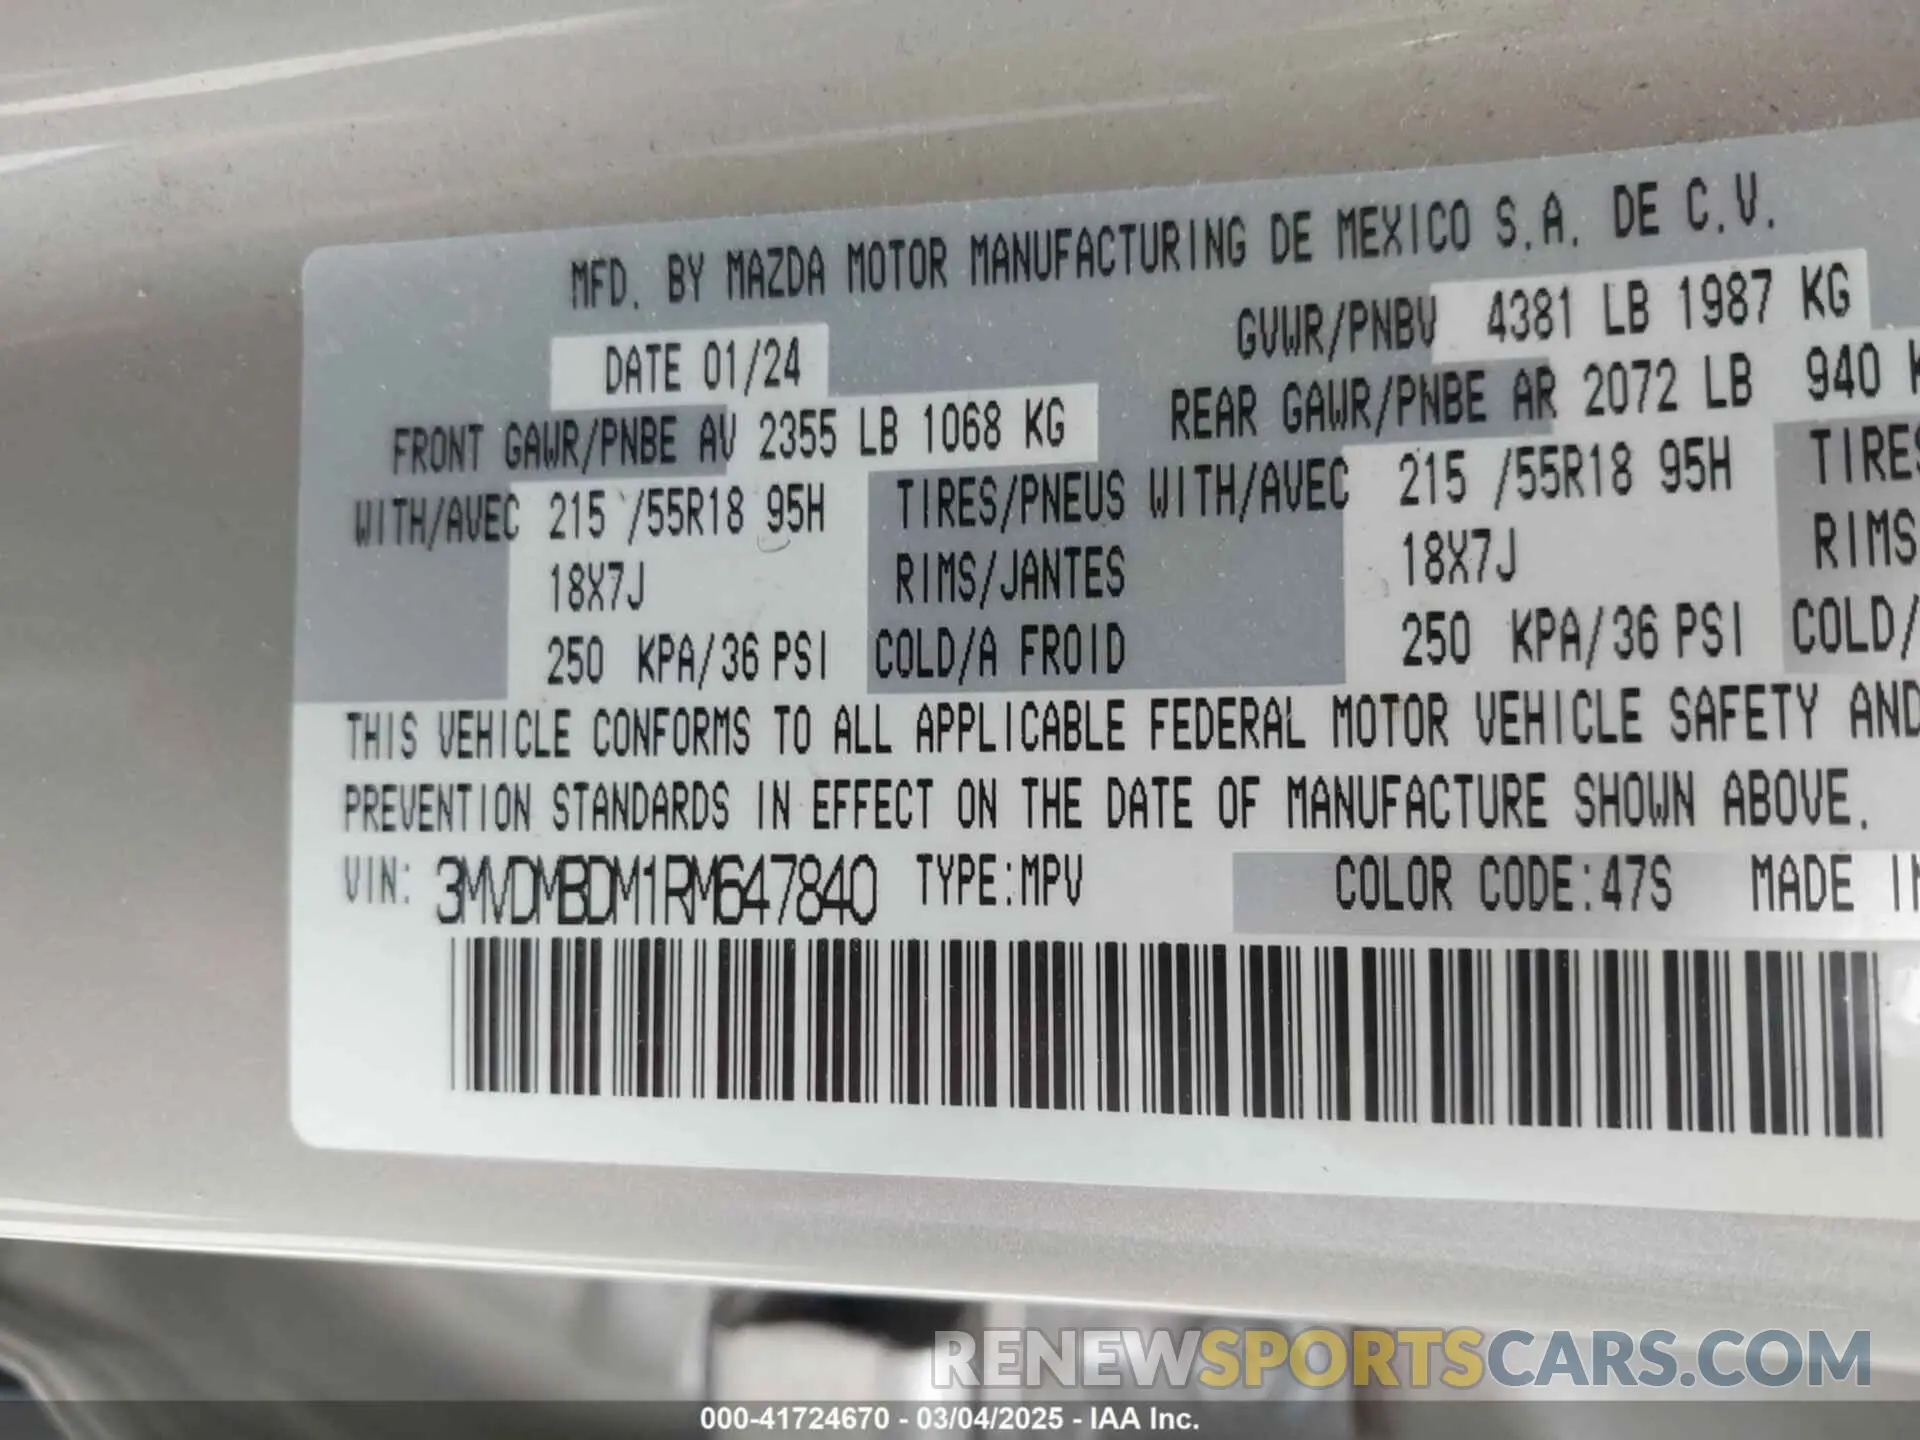 MFD. BY MAZDA MOTOR MANUFACTURING DE MEXICO S.A. DE C.V.
DATE 01/24 GVWR/PNBV 4381 LB 1987 KG
FRONT GAWR/PNBE AV 2355 LB 1068 KG REAR GAWR/PNBE AR 2072 LB 940 K
WITH/AVEC 215 /55R18 95H TIRES/PNEUS WITH/AVEC 215 /55R18 95H TIRES
18X7J RIMS/JANTES 18X7J RIMS
250 KPA/36 PSI COLD/A FROID 250 KPA/36 PSI COLD/
THIS VEHICLE CONFORMS TO ALL APPLICABLE FEDERAL MOTOR VEHICLE SAFETY AND
PREVENTION STANDARDS IN EFFECT ON THE DATE OF MANUFACTURE SHOWN ABOVE.
VIN: 3MVDMBDM1RM647840 TYPE:MPV COLOR CODE:47S MADE IN
RENEWSPORTSCARS.COM
000-41724670 - 03/04/2025 - IAA Inc.